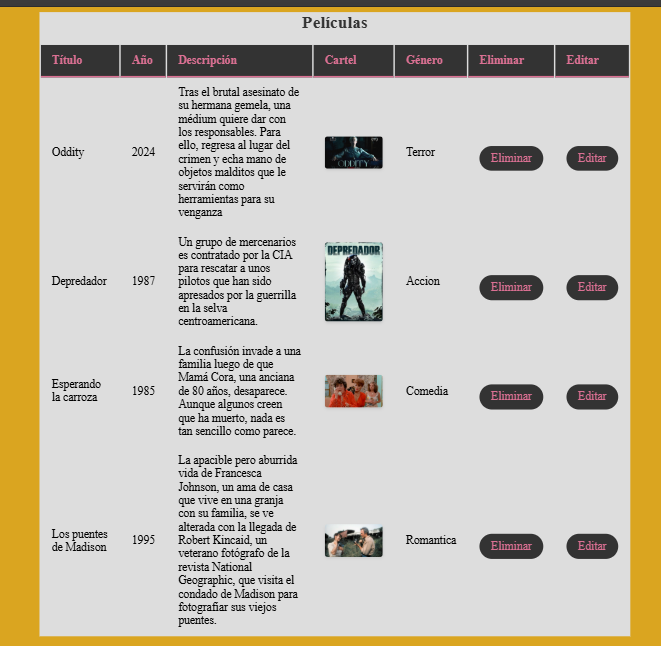 Películas
Título Año Descripción Cartel Género Eliminar Editar
Tras el brutal asesinato de
su hermana gemela, una
médium quiere dar con
los responsables. Para
ello, regresa al lugar del
crimen y echa mano de
objetos malditos que le
servirán como
herramientas para su
venganza
Oddity 2024 ODDITY Terror Eliminar Editar
Un grupo de mercenarios
es contratado por la CIA
para rescatar a unos
pilotos que han sido
apresados por la guerrilla
en la selva
centroamericana.
Depredador 1987 DEPREDADOR Accion Eliminar Editar
La confusión invade a una
familia luego de que
Mamá Cora, una anciana
de 80 años, desaparece.
Aunque algunos creen
que ha muerto, nada es
tan sencillo como parece.
Esperando
la carroza
1985 Comedia Eliminar Editar
La apacible pero aburrida
vida de Francesca
Johnson, un ama de casa
que vive en una granja
con su familia, se ve
alterada con la llegada de
Robert Kincaid, un
veterano fotógrafo de la
revista National
Geographic, que visita el
condado de Madison para
fotografiar sus viejos
puentes.
Los puentes
de Madison
1995 Romantica Eliminar Editar